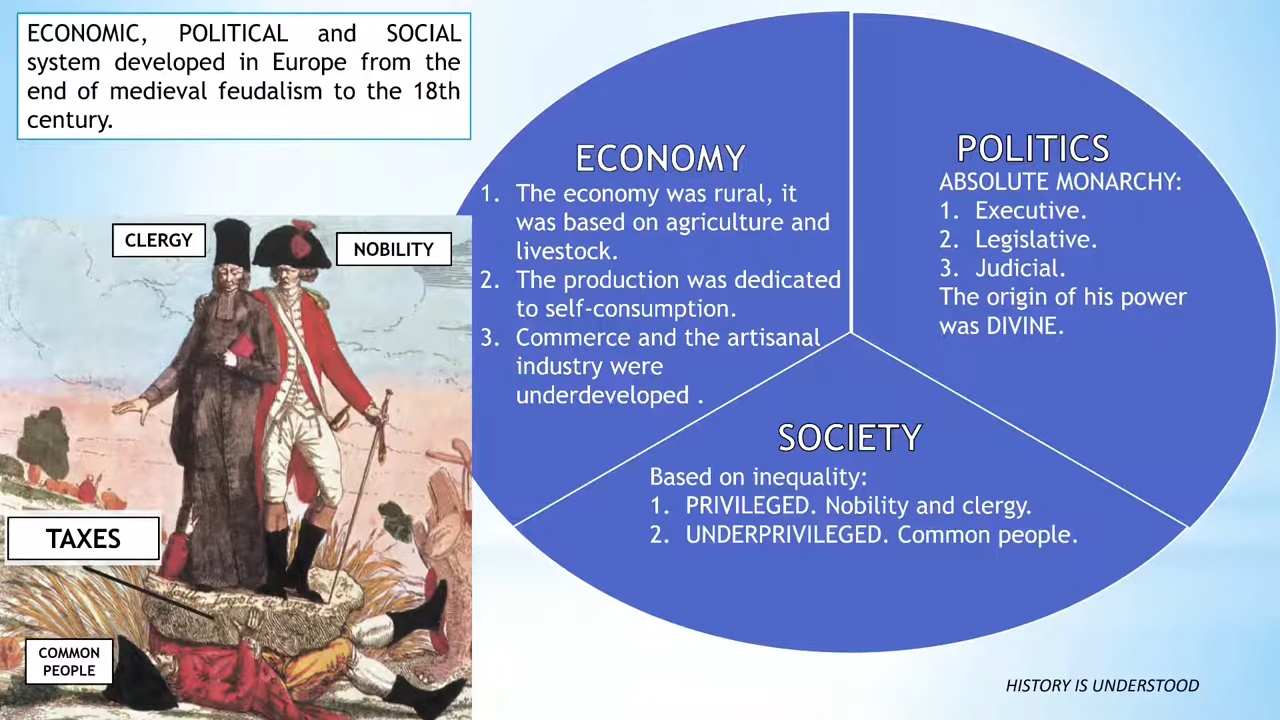 ECONOMIC, POLITICAL and SOCIAL
system developed in Europe from the
end of medieval feudalism to the 18th
century.
CLERGY
NOBILITY
TAXES
COMMON
PEOPLE
ECONOMY
1. The economy was rural, it
was based on agriculture and
livestock.
2. The production was dedicated
to self-consumption.
3. Commerce and the artisanal
industry were
underdeveloped .
POLITICS
ABSOLUTE MONARCHY:
1. Executive.
2. Legislative.
3. Judicial.
The origin of his power
was DIVINE.
SOCIETY
Based on inequality:
1. PRIVILEGED. Nobility and clergy.
2. UNDERPRIVILEGED. Common people.
HISTORY IS UNDERSTOOD